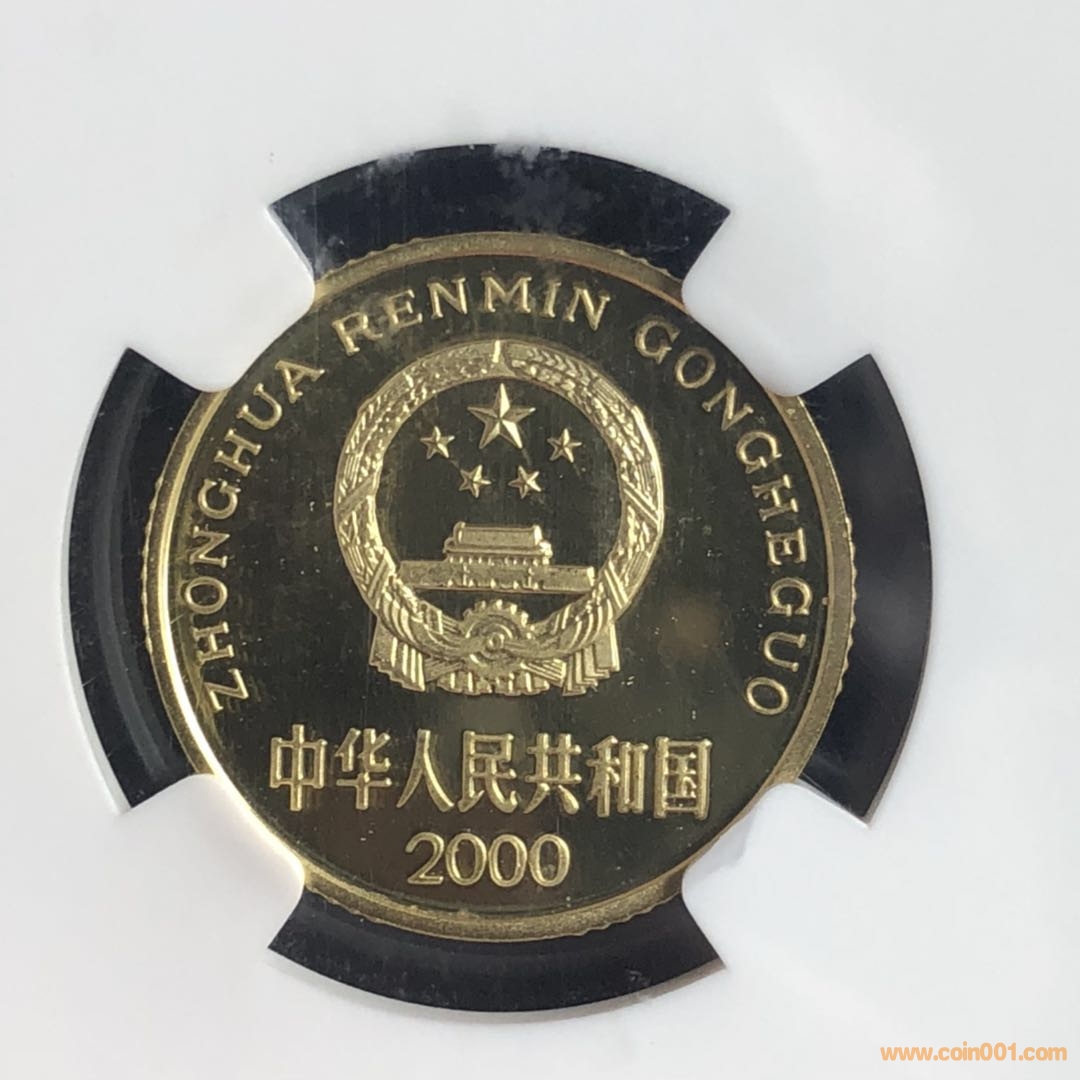 ZHONGHUA RENMIN GONGHEGUO
中华人民共和国
2000
www.coin001.com